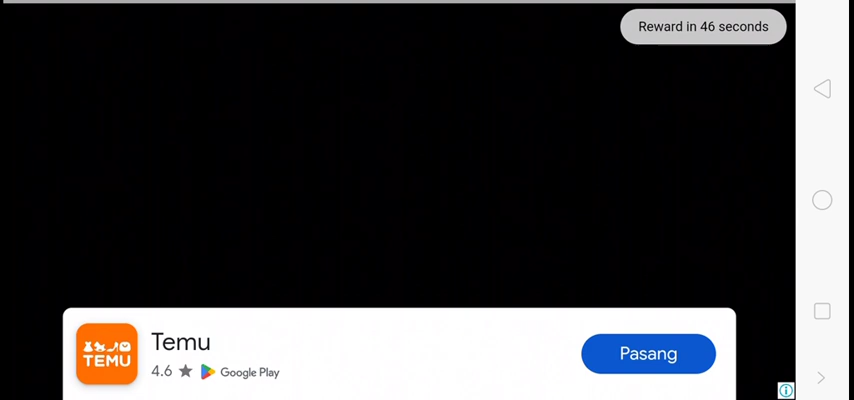 Reward in 46 seconds
TEMU
Temu
4.6 ★ Google Play
Pasang